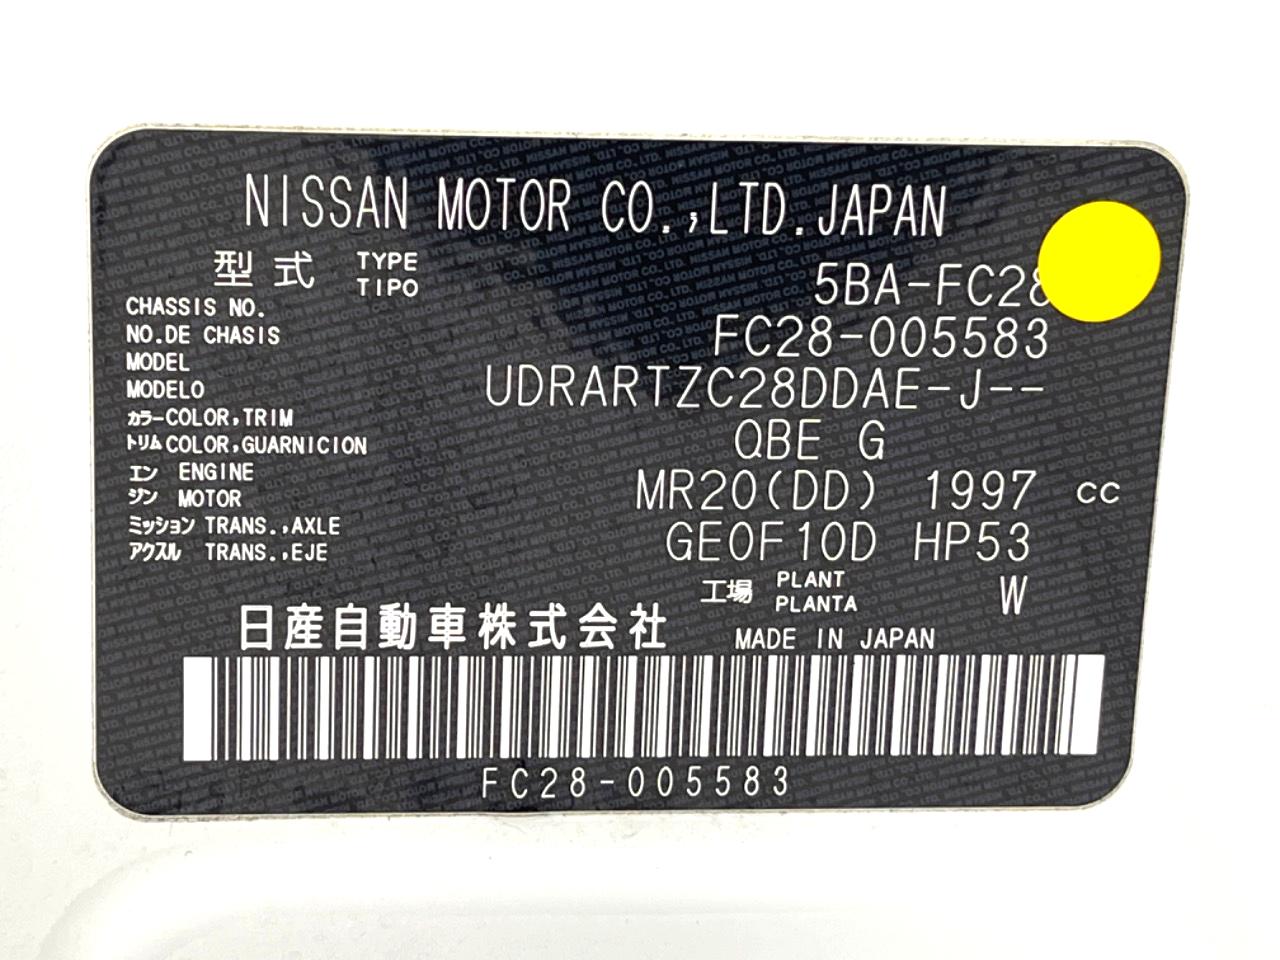 NISSAN MOTOR CO.,LTD.JAPAN
型式 TYPE TIPO 5BA-FC28
CHASSIS NO.
NO.DE CHASIS FC28-005583
MODEL
MODELO UDRARTZC28DDAE-J--
カラー COLOR,TRIM
トリム COLOR,GUARNICION QBE G
エン ENGINE
ジン MOTOR MR20(DD) 1997 cc
ミッション TRANS.,AXLE
アクスル TRANS.,EJE GE0F10D HP53
工場 PLANT PLANTA W
日産自動車株式会社 MADE IN JAPAN
FC28-005583